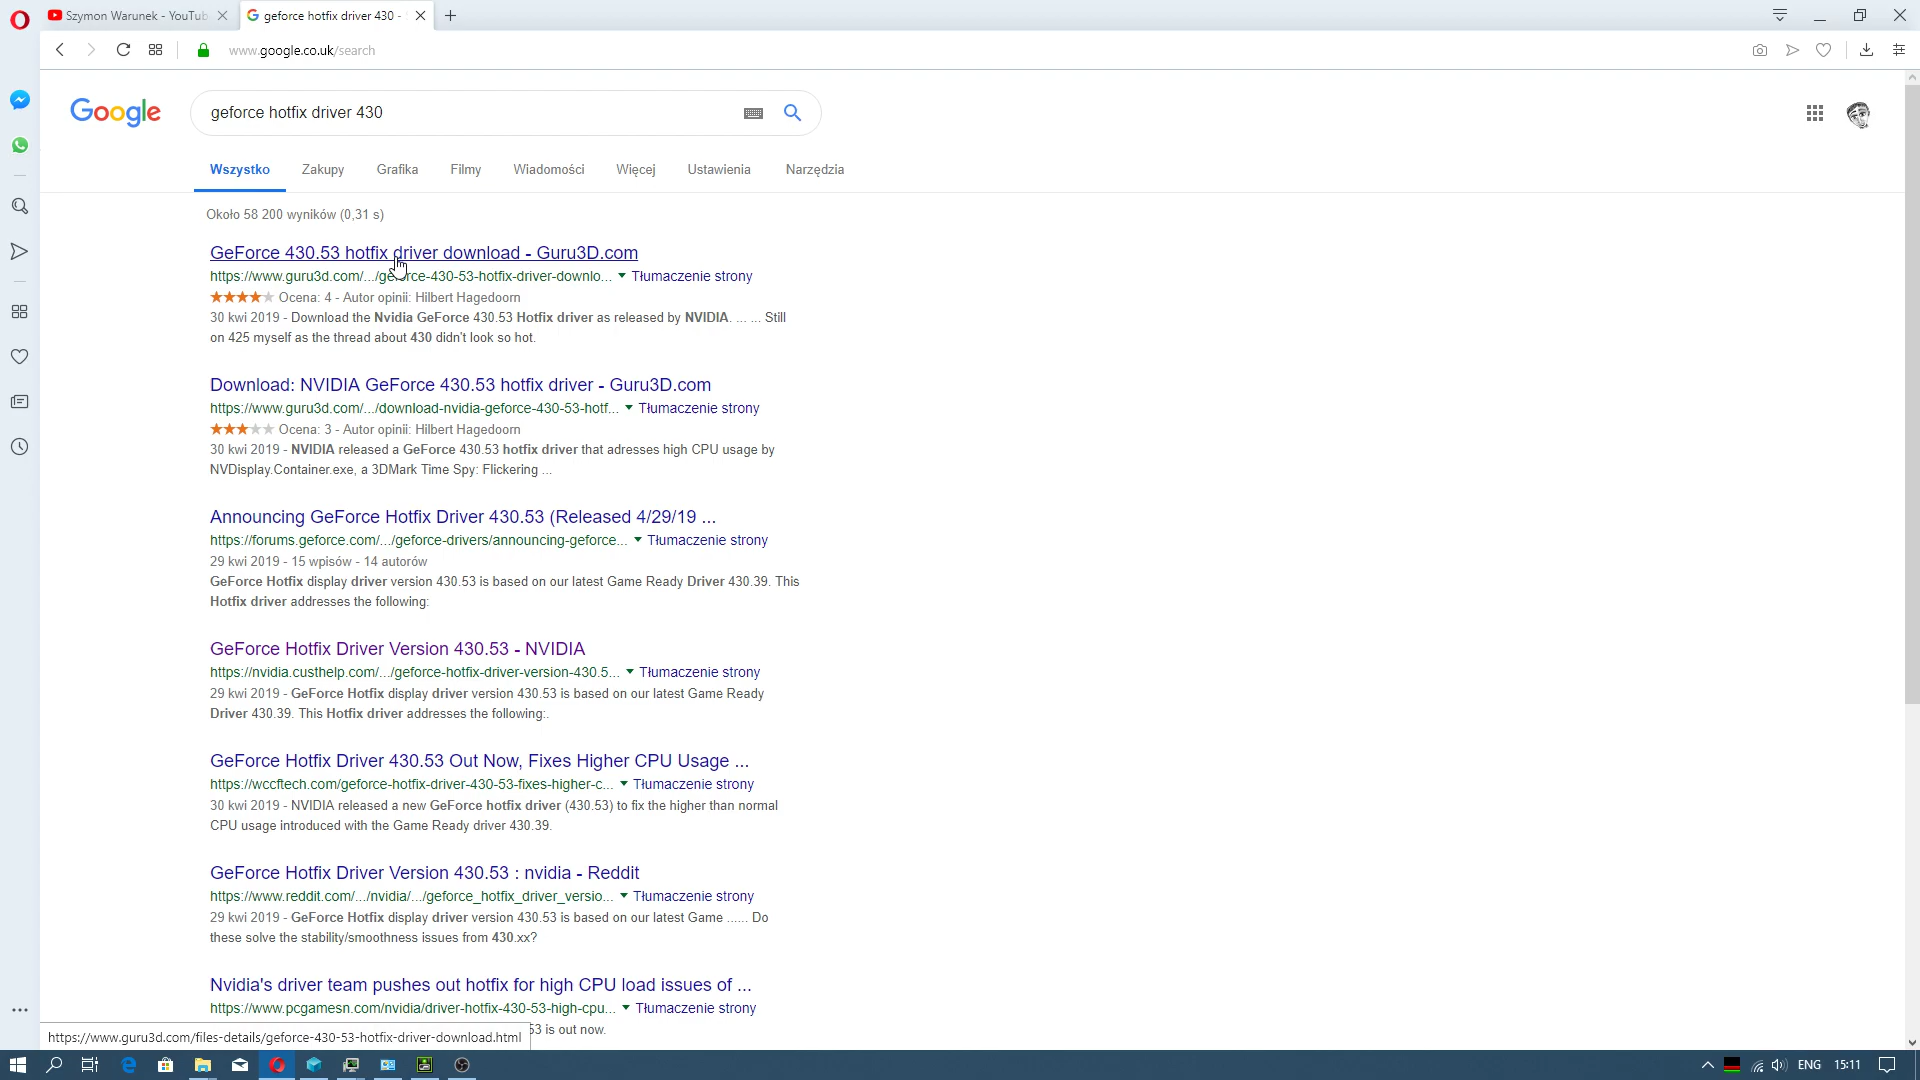 Szymon Warunek - YouTub
geforce hotfix driver 430 -
www.google.co.uk/search
Google
geforce hotfix driver 430
Wszystko Zakupy Grafika Filmy Wiadomości Więcej Ustawienia Narzędzia
Około 58 200 wyników (0,31 s)
GeForce 430.53 hotfix driver download - Guru3D.com
https://www.guru3d.com/.../geforce-430-53-hotfix-driver-downlo... ▼ Tłumaczenie strony
Ocena: 4 - Autor opinii: Hilbert Hagedoorn
30 kwi 2019 - Download the Nvidia GeForce 430.53 Hotfix driver as released by NVIDIA. ... ... Still
on 425 myself as the thread about 430 didn't look so hot.
Download: NVIDIA GeForce 430.53 hotfix driver - Guru3D.com
https://www.guru3d.com/.../download-nvidia-geforce-430-53-hotf... ▼ Tłumaczenie strony
Ocena: 3 - Autor opinii: Hilbert Hagedoorn
30 kwi 2019 - NVIDIA released a GeForce 430.53 hotfix driver that adresses high CPU usage by
NVDisplay.Container.exe, a 3DMark Time Spy: Flickering ...
Announcing GeForce Hotfix Driver 430.53 (Released 4/29/19 ...
https://forums.geforce.com/.../geforce-drivers/announcing-geforce... ▼ Tłumaczenie strony
29 kwi 2019 - 15 wpisów - 14 autorów
GeForce Hotfix display driver version 430.53 is based on our latest Game Ready Driver 430.39. This
Hotfix driver addresses the following:
GeForce Hotfix Driver Version 430.53 - NVIDIA
https://nvidia.custhelp.com/.../geforce-hotfix-driver-version-430.5... ▼ Tłumaczenie strony
29 kwi 2019 - GeForce Hotfix display driver version 430.53 is based on our latest Game Ready
Driver 430.39. This Hotfix driver addresses the following:.
GeForce Hotfix Driver 430.53 Out Now, Fixes Higher CPU Usage ...
https://wccftech.com/geforce-hotfix-driver-430-53-fixes-higher-c... ▼ Tłumaczenie strony
30 kwi 2019 - NVIDIA released a new GeForce hotfix driver (430.53) to fix the higher than normal
CPU usage introduced with the Game Ready driver 430.39.
GeForce Hotfix Driver Version 430.53 : nvidia - Reddit
https://www.reddit.com/.../nvidia/.../geforce_hotfix_driver_versio... ▼ Tłumaczenie strony
29 kwi 2019 - GeForce Hotfix display driver version 430.53 is based on our latest Game ...... Do
these solve the stability/smoothness issues from 430.xx?
Nvidia's driver team pushes out hotfix for high CPU load issues of ...
https://www.pcgamesn.com/nvidia/driver-hotfix-430-53-high-cpu... ▼ Tłumaczenie strony
53 is out now.
https://www.guru3d.com/files-details/geforce-430-53-hotfix-driver-download.html
ENG 15:11